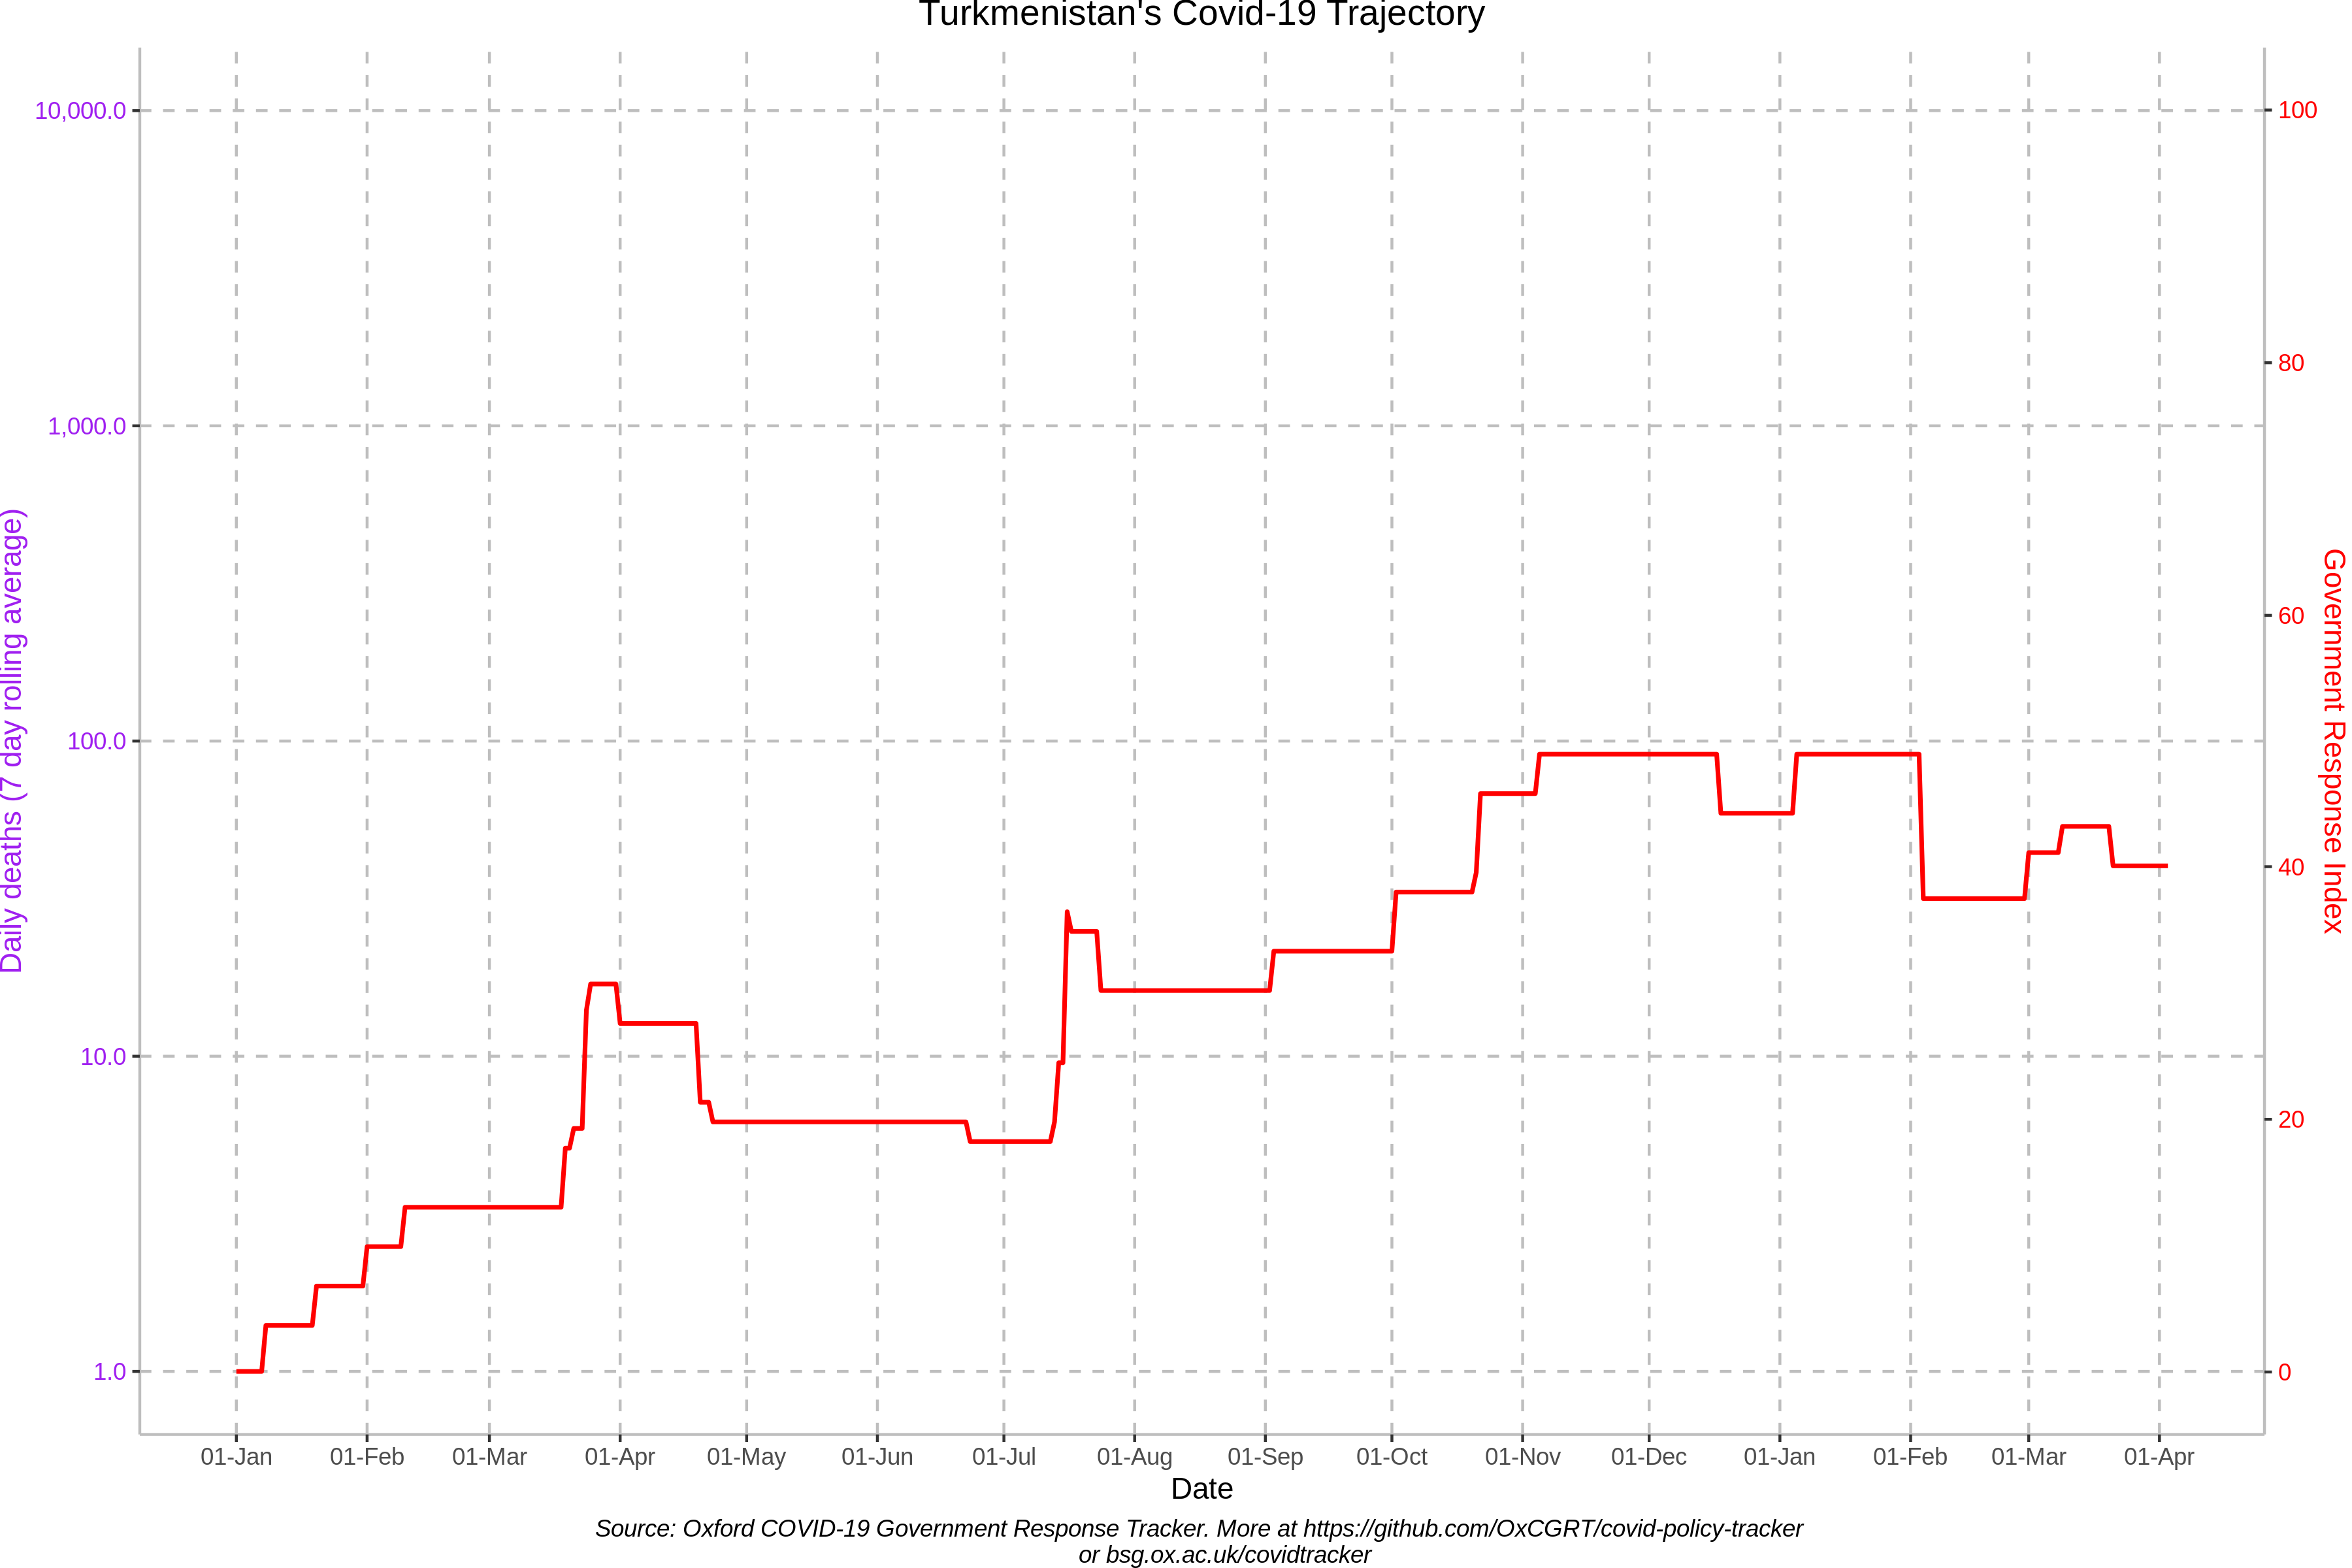 Turkmenistan's Covid-19 Trajectory
10,000.0
1,000.0
100.0
10.0
1.0
Daily deaths (7 day rolling average)
100
80
60
40
20
0
Government Response Index
01-Jan 01-Feb 01-Mar 01-Apr 01-May 01-Jun 01-Jul 01-Aug 01-Sep 01-Oct 01-Nov 01-Dec 01-Jan 01-Feb 01-Mar 01-Apr
Date
Source: Oxford COVID-19 Government Response Tracker. More at https://github.com/OxCGRT/covid-policy-tracker
or bsg.ox.ac.uk/covidtracker